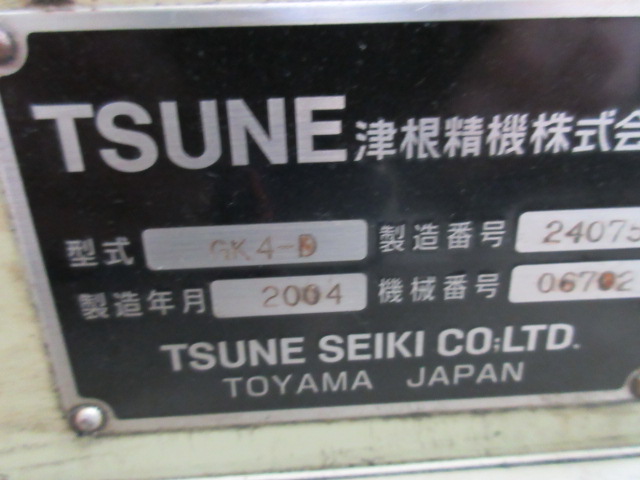 TSUNE 津根精機株式会
型式 GK4-D 製造番号 24075
製造年月 2004 機械番号 06702
TSUNE SEIKI CO;LTD.
TOYAMA JAPAN